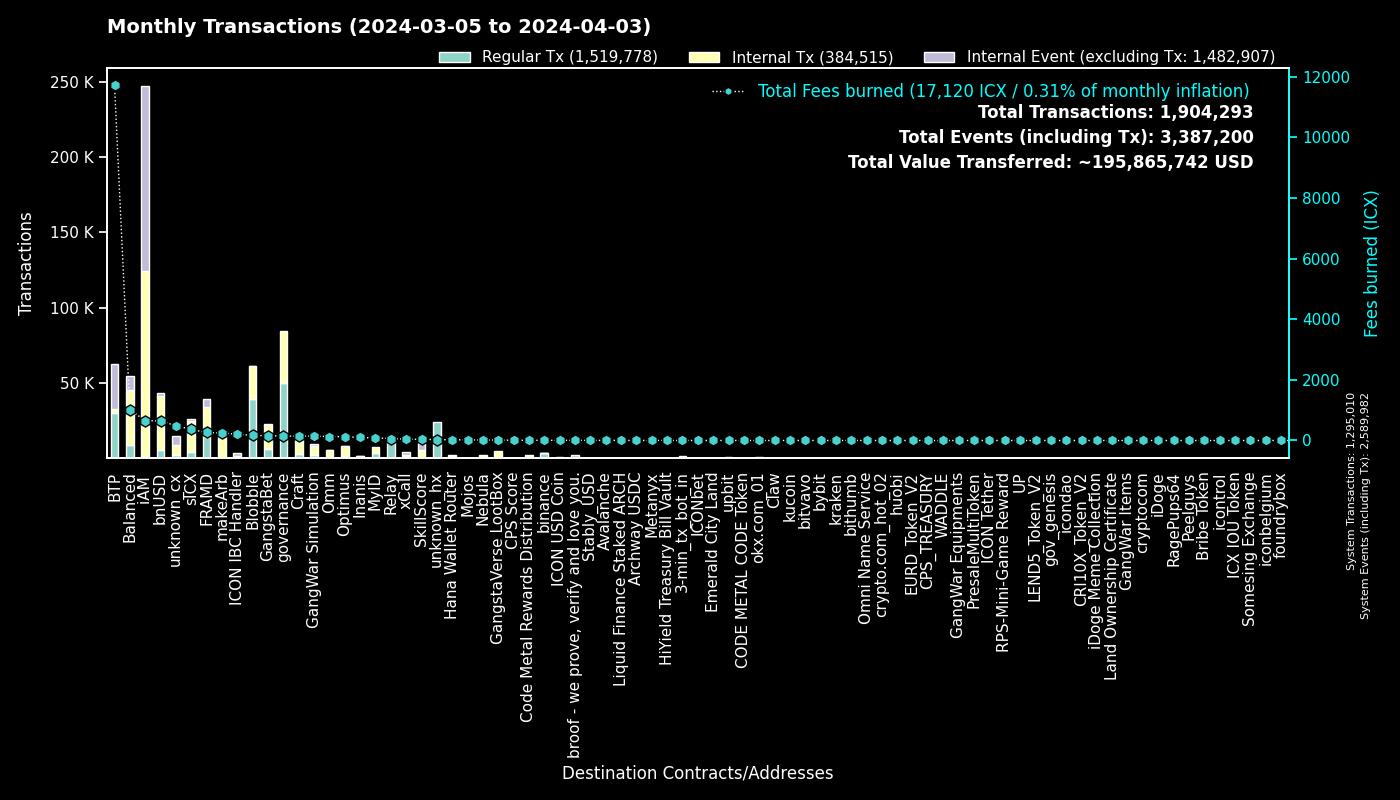 Monthly Transactions (2024-03-05 to 2024-04-03)
Regular Tx (1,519,778)
Internal Tx (384,515)
Internal Event (excluding Tx: 1,482,907)
Total Fees burned (17,120 ICX / 0.31% of monthly inflation)
Total Transactions: 1,904,293
Total Events (including Tx): 3,387,200
Total Value Transferred: ~195,865,742 USD
Transactions
250 K
200 K
150 K
100 K
50 K
12000
10000
8000
6000
4000
2000
0
Fees burned (ICX)
System Transactions: 1,295,010
System Events (including Tx): 2,589,982
BTP
Balanced
iAM
bnUSD
unknown_cx
sICX
FRAMD
makeArb
ICON IBC Handler
Blobble
GangstaBet
governance
Craft
GangWar Simulation
Omm
Optimus
Inanis
MyID
Relay
xCall
SkillScore
unknown_hx
Hana Wallet Router
Mojos
Nebula
GangstaVerse LootBox
CPS Score
Code Metal Rewards Distribution
binance
ICON USD Coin
broof - we prove, verify and love you.
Stably USD
Avalanche
Liquid Finance Staked ARCH
Archway USDC
Metanyx
HiYield Treasury Bill Vault
3-min_tx_bot_in
ICONbet
Emerald City Land
upbit
CODE METAL CODE Token
okx.com_01
Claw
kucoin
bitvavo
bybit
kraken
bithumb
Omni Name Service
crypto.com_hot_02
huobi
EURD_Token_V2
CPS_TREASURY
WADDLE
GangWar Equipments
PresaleMultiToken
ICON Tether
RPS-Mini-Game Reward
UP
LEND5_Token_V2
gov_genesis
icondao
CRI10X_Token_V2
iDoge Meme Collection
Land Ownership Certificate
GangWar Items
cryptocom
iDoge
RagePups64
Peelguys
Bribe Token
icontrol
ICX IOU Token
Somesing Exchange
iconbelgium
foundrybox
Destination Contracts/Addresses